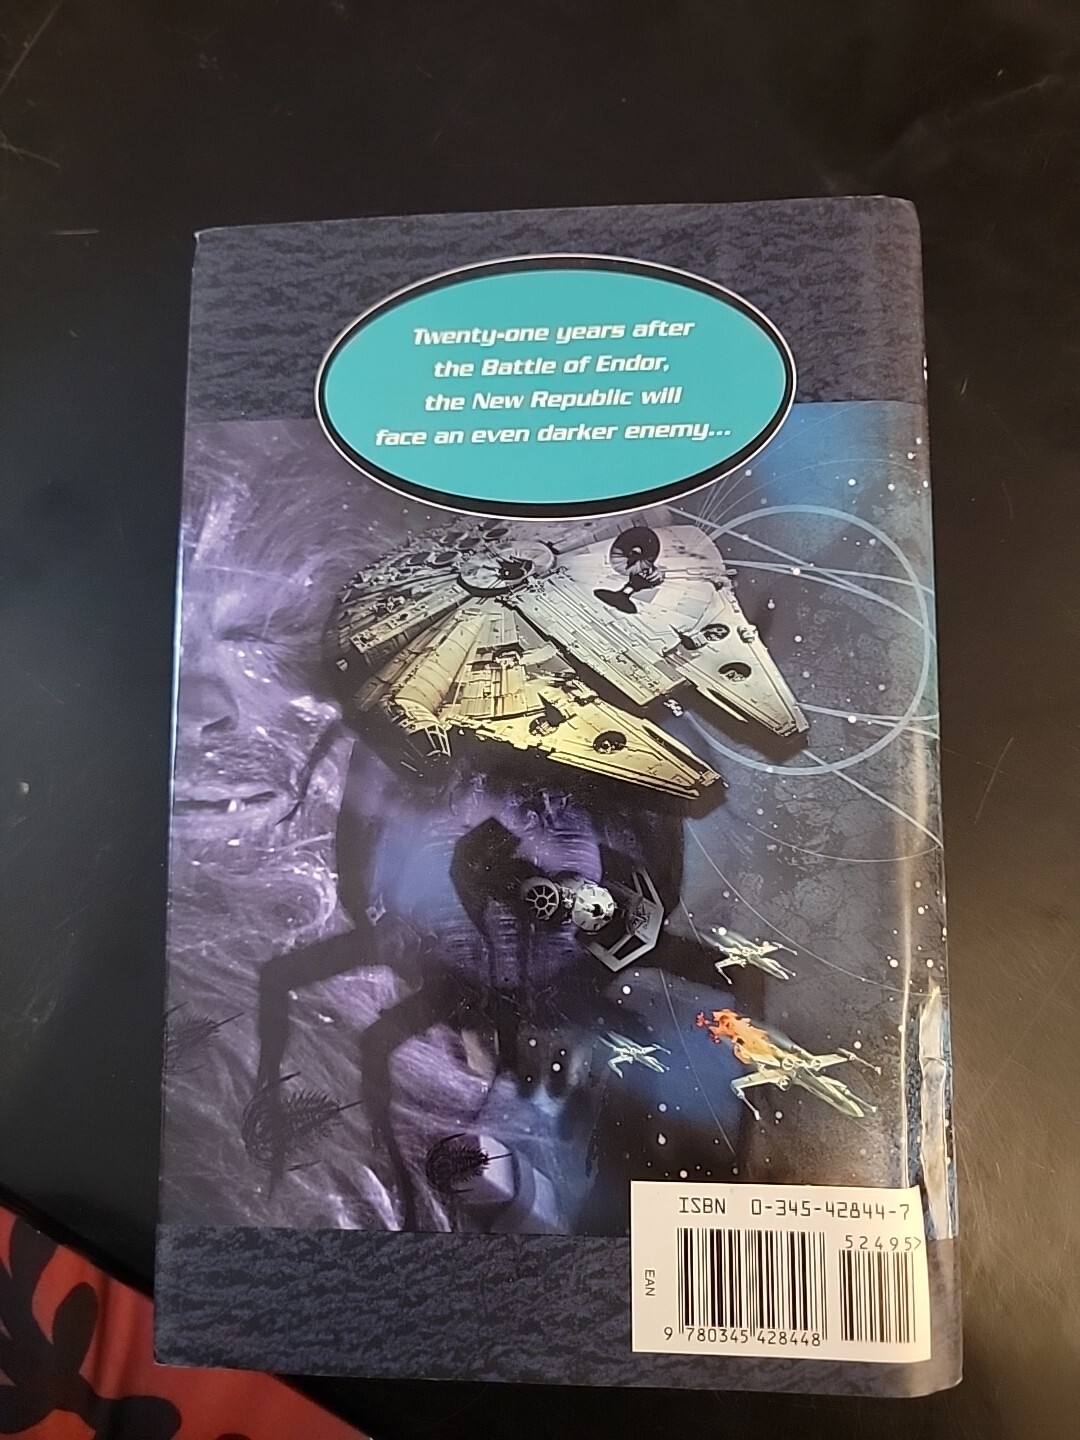 Twenty-one years after
the Battle of Endor,
the New Republic will
face an even darker enemy...
ISBN 0-345-42844-7
52495>
EAN
9 780345 428448